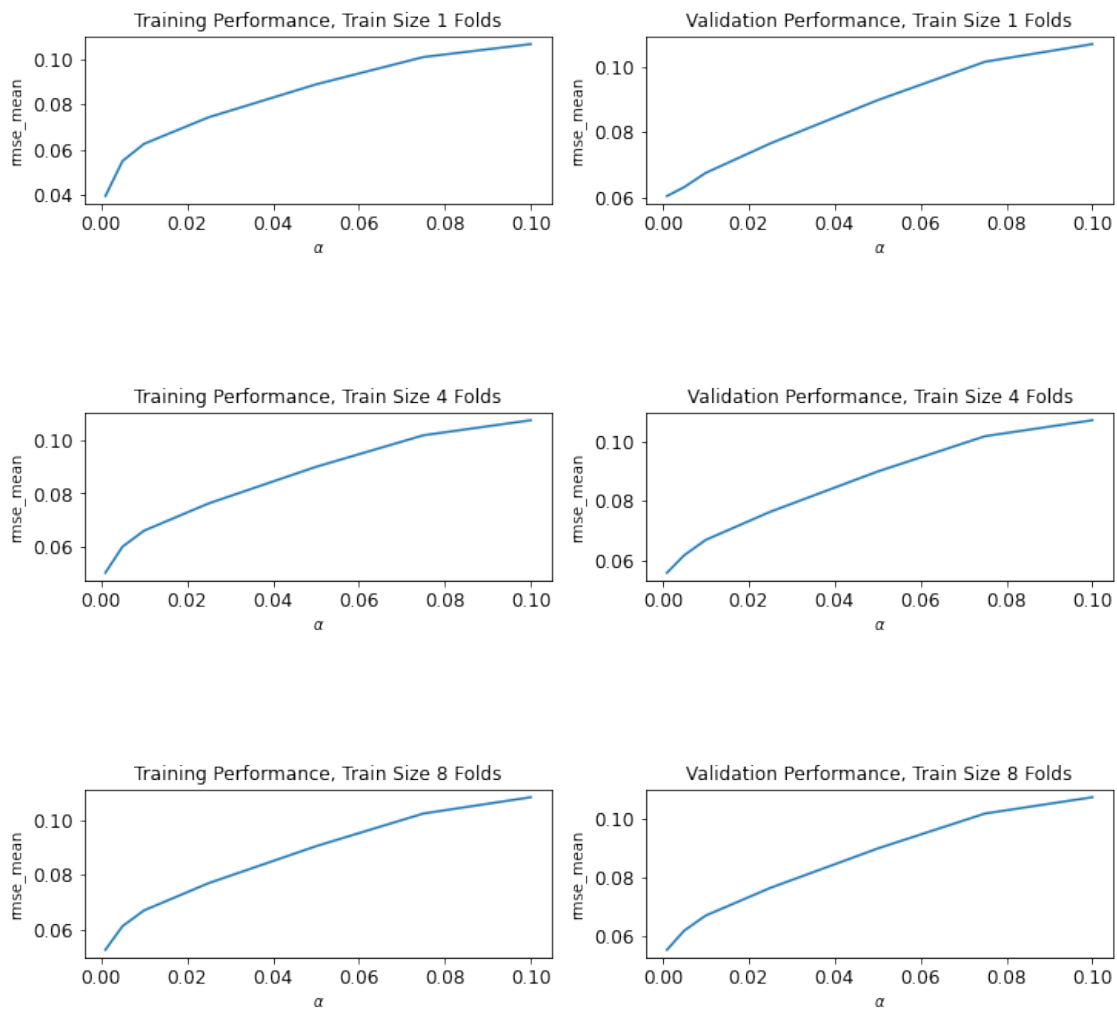 Training Performance, Train Size 1 Folds
rmse_mean
0.10
0.08
0.06
0.04
0.00 0.02 0.04 0.06 0.08 0.10
α
Validation Performance, Train Size 1 Folds
rmse_mean
0.10
0.08
0.06
0.00 0.02 0.04 0.06 0.08 0.10
α
Training Performance, Train Size 4 Folds
rmse_mean
0.10
0.08
0.06
0.00 0.02 0.04 0.06 0.08 0.10
α
Validation Performance, Train Size 4 Folds
rmse_mean
0.10
0.08
0.06
0.00 0.02 0.04 0.06 0.08 0.10
α
Training Performance, Train Size 8 Folds
rmse_mean
0.10
0.08
0.06
0.00 0.02 0.04 0.06 0.08 0.10
α
Validation Performance, Train Size 8 Folds
rmse_mean
0.10
0.08
0.06
0.00 0.02 0.04 0.06 0.08 0.10
α